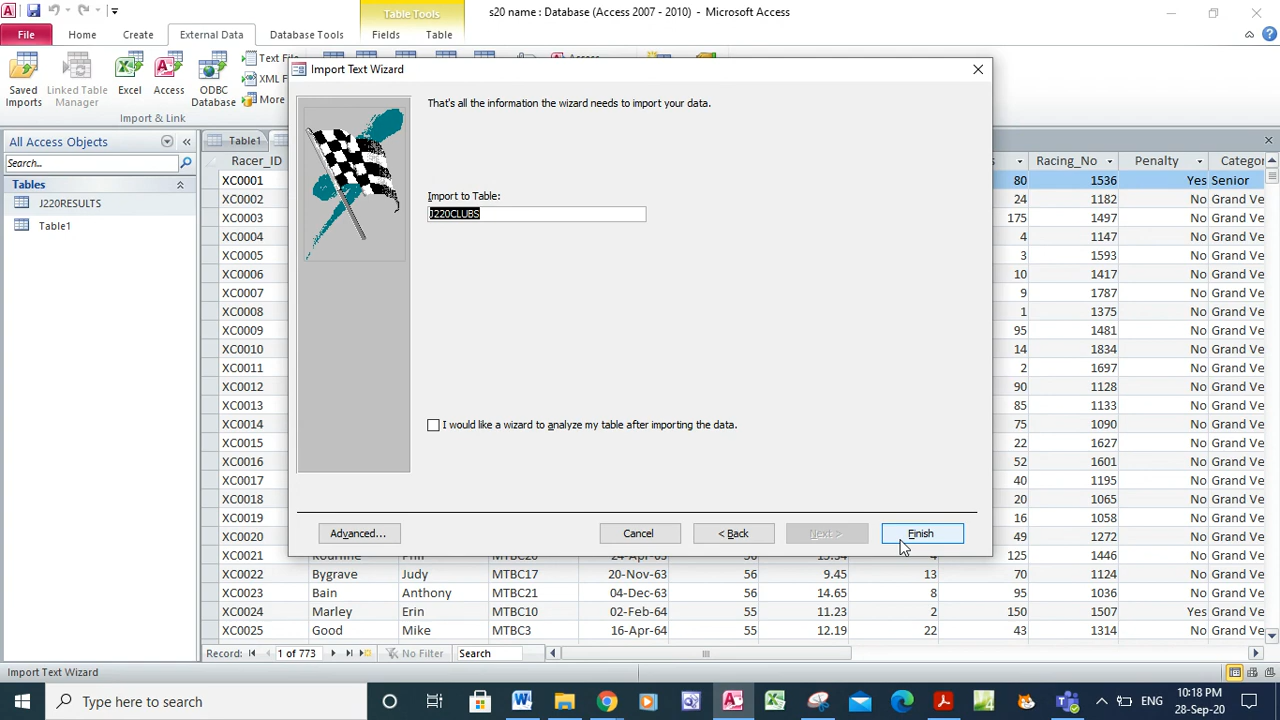 Table Tools
s20 name : Database (Access 2007 - 2010) - Microsoft Access
File
Home
Create
External Data
Database Tools
Fields
Table
Saved Imports
Linked Table Manager
Excel
Access
ODBC Database
Text File
XML F
More
Import & Link
Access
Import Text Wizard
All Access Objects
Search...
Tables
J220RESULTS
Table1
Table1
Racer_ID
Racing_No
Penalty
Categor
That's all the information the wizard needs to import your data.
Import to Table:
J220CLUBS
I would like a wizard to analyze my table after importing the data.
Advanced...
Cancel
< Back
Next >
Finish
XC0001 80 1536 Yes Senior
XC0002 24 1182 No Grand Ve
XC0003 175 1497 No Grand Ve
XC0004 4 1147 No Grand Ve
XC0005 3 1593 No Grand Ve
XC0006 10 1417 No Grand Ve
XC0007 9 1787 No Grand Ve
XC0008 1 1375 No Grand Ve
XC0009 95 1481 No Grand Ve
XC0010 14 1834 No Grand Ve
XC0011 2 1697 No Grand Ve
XC0012 90 1128 No Grand Ve
XC0013 85 1133 No Grand Ve
XC0014 75 1090 No Grand Ve
XC0015 22 1627 No Grand Ve
XC0016 52 1601 No Grand Ve
XC0017 40 1195 No Grand Ve
XC0018 20 1065 No Grand Ve
XC0019 16 1058 No Grand Ve
XC0020 49 1272 No Grand Ve
XC0021 125 1446 No Grand Ve
XC0022 Bygrave Judy MTBC17 20-Nov-63 56 9.45 13 70 1124 No Grand Ve
XC0023 Bain Anthony MTBC21 04-Dec-63 56 14.65 8 95 1036 No Grand Ve
XC0024 Marley Erin MTBC10 02-Feb-64 55 11.23 2 150 1507 Yes Grand Ve
XC0025 Good Mike MTBC3 16-Apr-64 55 12.19 22 43 1314 No Grand Ve
Record: 1 of 773 No Filter Search
Import Text Wizard
Type here to search
ENG
10:18 PM
28-Sep-20